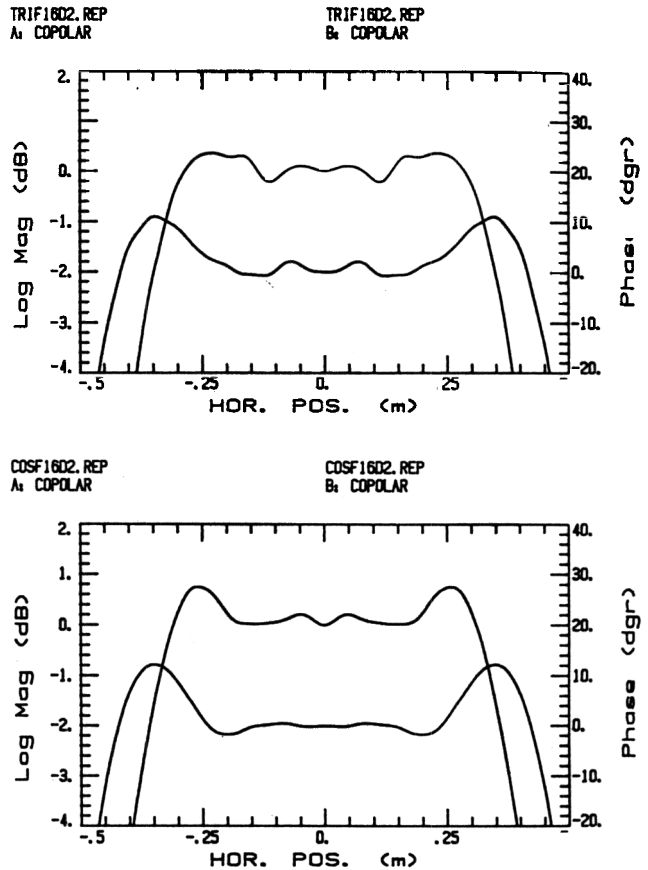 TRIF16D2.REP TRIF16D2.REP
A: COPOLAR B: COPOLAR
2. 40.
30.
0. 20.
-1. 10.
-2. 0.
-3. -10.
-4. -20.
Log Mag (dB)
Phase (dgr)
-.5 -.25 0. .25 -
HOR. POS. (m)
COSF16D2.REP COSF16D2.REP
A: COPOLAR B: COPOLAR
2. 40.
1. 30.
0. 20.
-1. 10.
-2. 0.
-3. -10.
-4. -20.
Log Mag (dB)
Phase (dgr)
-.5 -.25 0. .25 -
HOR. POS. (m)